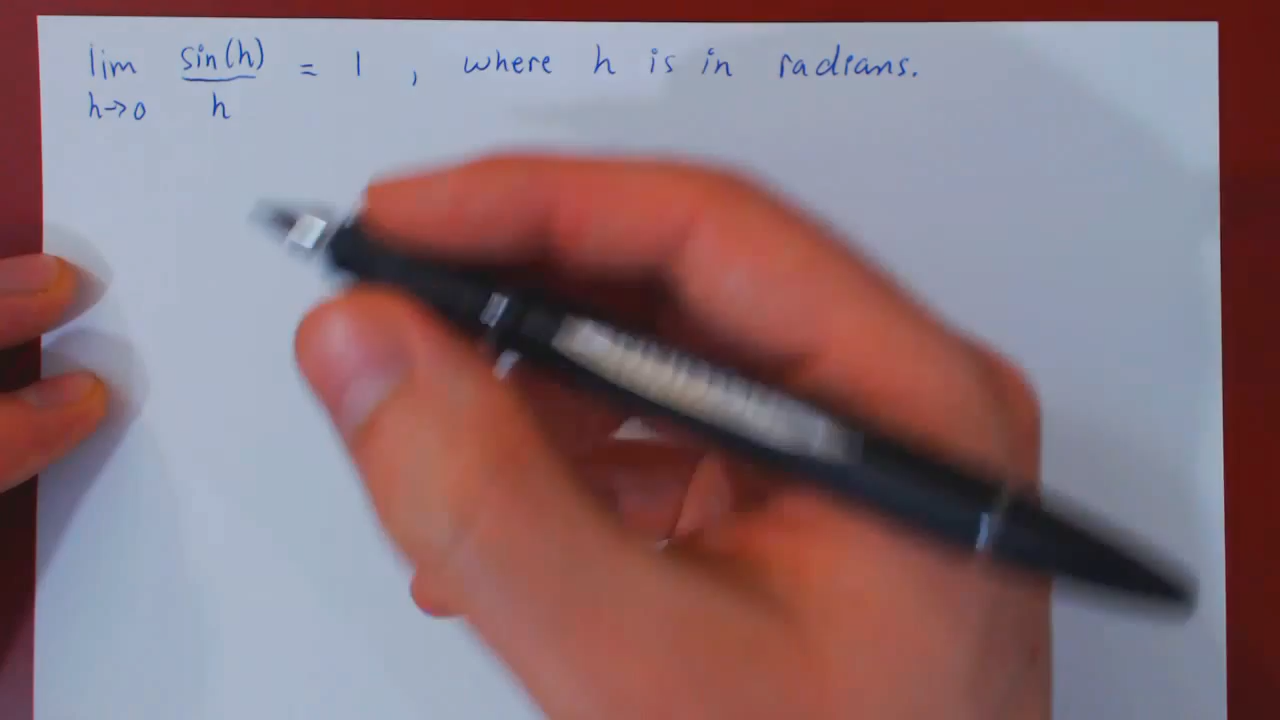 lim sin(h)/h = 1 , where h is in radians.
h→0